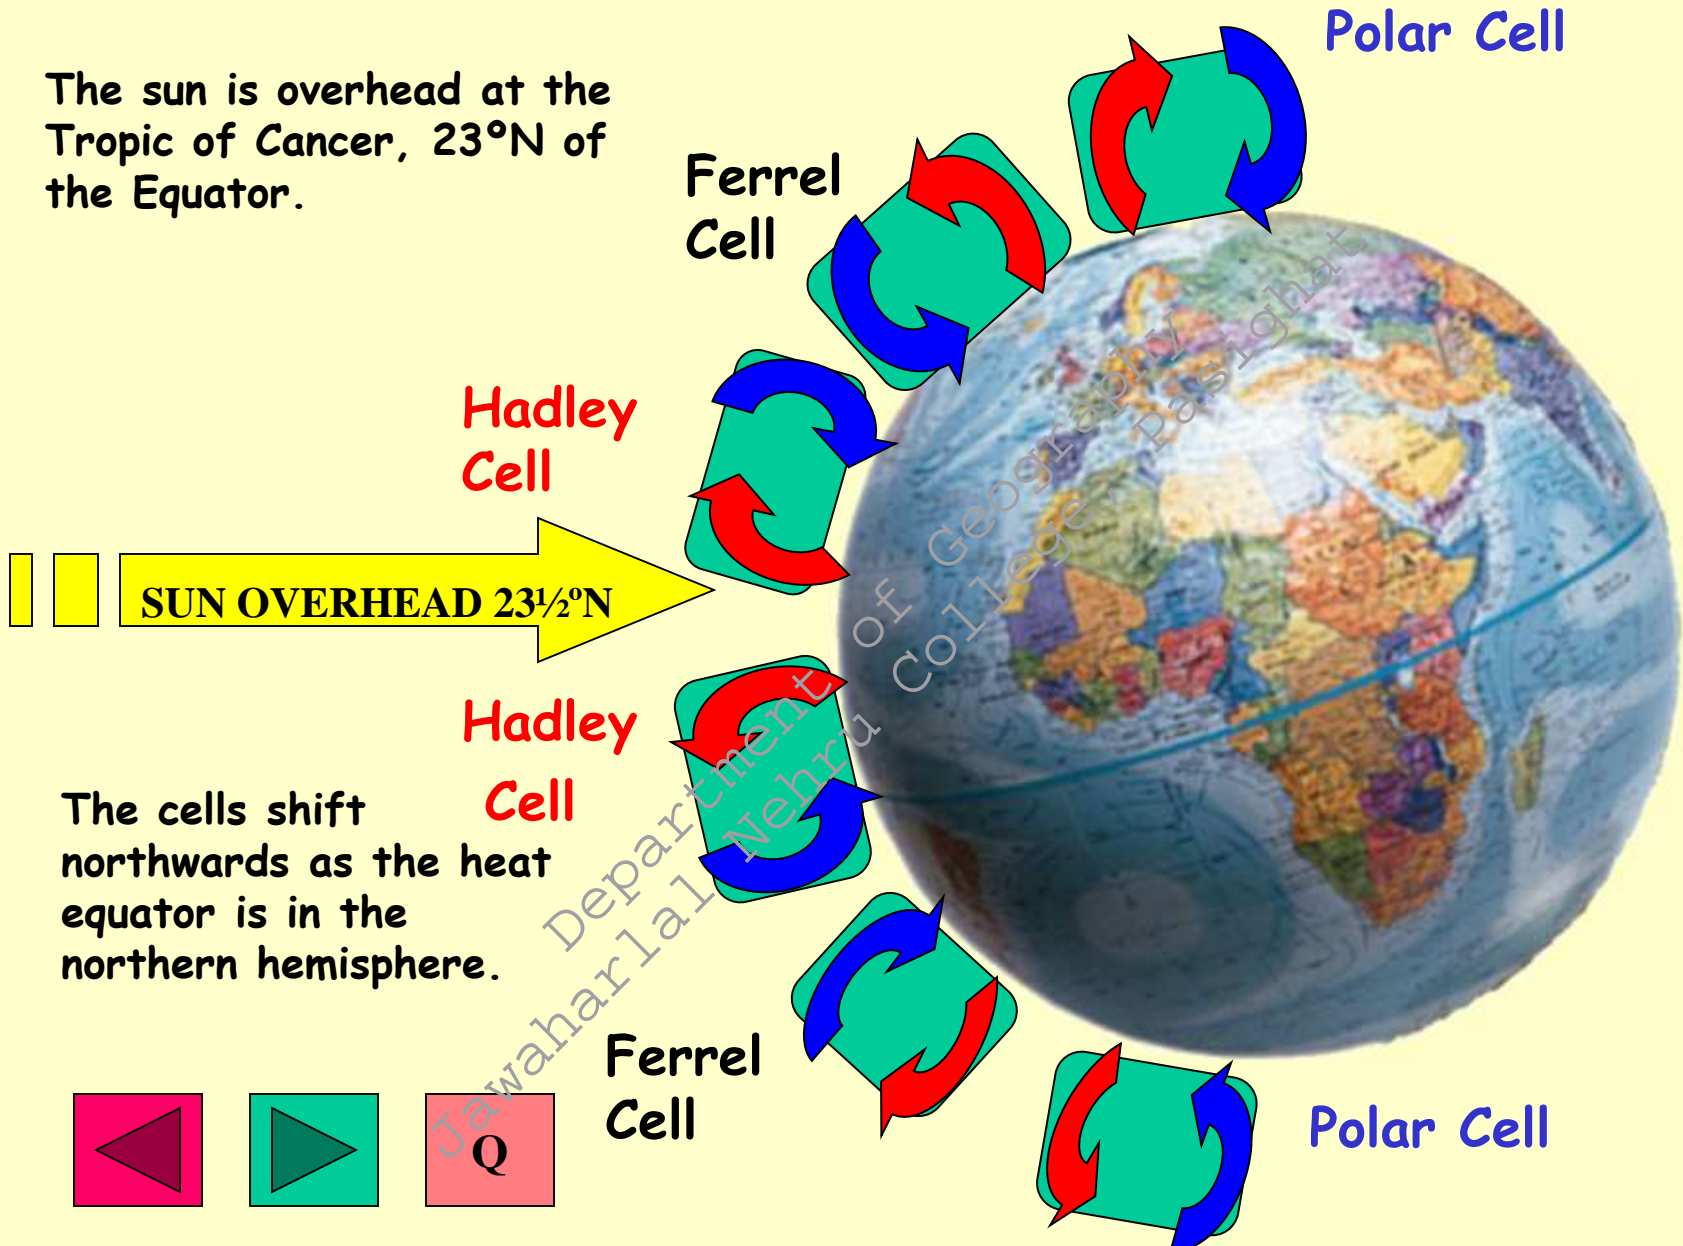 Polar Cell
The sun is overhead at the
Tropic of Cancer, 23ºN of
the Equator.
Ferrel
Cell
Hadley
Cell
SUN OVERHEAD 23½ºN
Hadley
Cell
The cells shift
northwards as the heat
equator is in the
northern hemisphere.
Ferrel
Cell
Polar Cell
Q
Department of Geography
Jawaharlal Nehru College, Pasighat